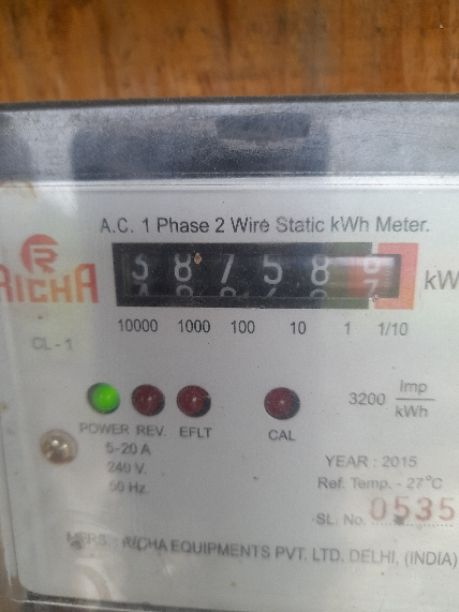 A.C. 1 Phase 2 Wire Static kWh Meter.
RICHA
38758
10000 1000 100 10 1 1/10
CL-1
3200 Imp/kWh
POWER REV. EFLT CAL
5-20 A
240 V.
50 Hz.
YEAR : 2015
Ref. Temp. - 27°C
SL. No. 0535
RICHA EQUIPMENTS PVT. LTD. DELHI, (INDIA)